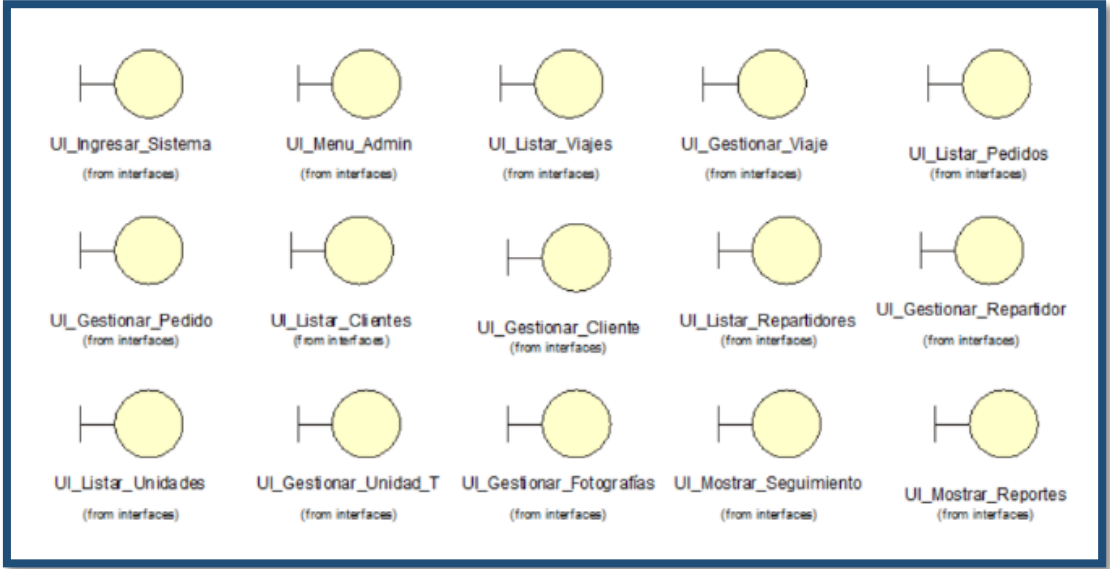 UI_Ingresar_Sistema
(from interfaces)
UI_Menu_Admin
(from interfaces)
UI_Listar_Viajes
(from interfaces)
UI_Gestionar_Viaje
(from interfaces)
UI_Listar_Pedidos
(from interfaces)
UI_Gestionar_Pedido
(from interfaces)
UI_Listar_Clientes
(from interfaces)
UI_Gestionar_Cliente
(from interfaces)
UI_Listar_Repartidores
(from interfaces)
UI_Gestionar_Repartidor
(from interfaces)
UI_Listar_Unidades
(from interfaces)
UI_Gestionar_Unidad_T
(from interfaces)
UI_Gestionar_Fotografías
(from interfaces)
UI_Mostrar_Seguimiento
(from interfaces)
UI_Mostrar_Reportes
(from interfaces)